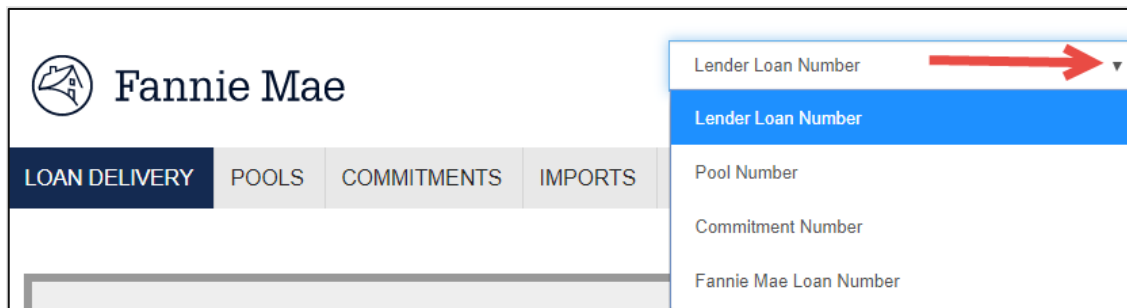 Fannie Mae
Lender Loan Number
Lender Loan Number
Pool Number
Commitment Number
Fannie Mae Loan Number
LOAN DELIVERY POOLS COMMITMENTS IMPORTS